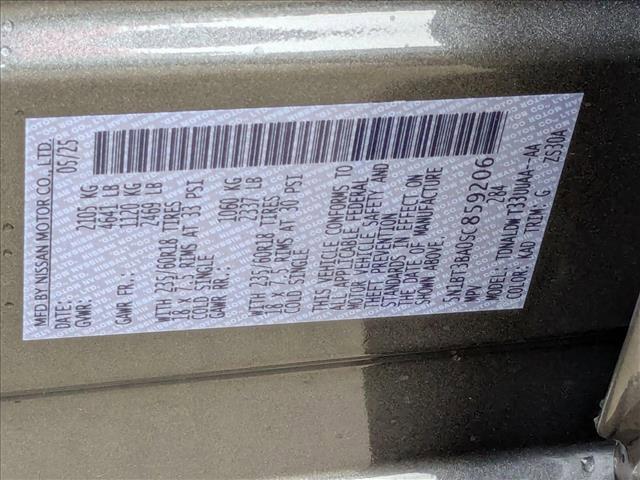 MFD BY NISSAN MOTOR CO., LTD.
DATE: 05/25
GVWR: 2105 KG
4641 LB
GAWR FR.: 1120 KG
2469 LB
WITH 235/60R18 TIRES
18 X 7.5 RIMS AT 33 PSI
COLD SINGLE
GAWR RR.: 1060 KG
2337 LB
WITH 235/60R18 TIRES
18 X 7.5 RIMS AT 30 PSI
COLD SINGLE
THIS VEHICLE CONFORMS TO
ALL APPLICABLE FEDERAL
MOTOR VEHICLE SAFETY AND
THEFT PREVENTION
STANDARDS IN EFFECT ON
THE DATE OF MANUFACTURE
SHOWN ABOVE.
5N1BT3BA0SC859206
MPV 284
MODEL: T330UWA--AA
COLOR: KAD TRIM: G ZS30A